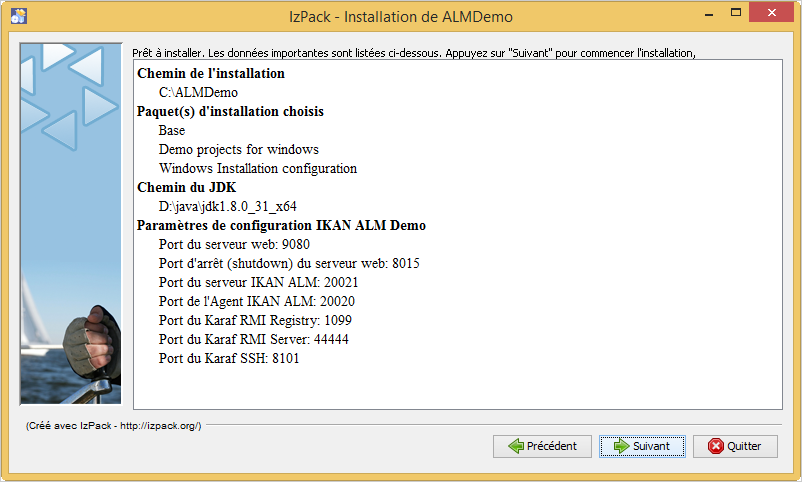 IzPack - Installation de ALMDemo
Prêt à installer. Les données importantes sont listées ci-dessous. Appuyez sur "Suivant" pour commencer l'installation,
Chemin de l'installation
C:\ALMDemo
Paquet(s) d'installation choisis
Base
Demo projects for windows
Windows Installation configuration
Chemin du JDK
D:\java\jdk1.8.0_31_x64
Paramètres de configuration IKAN ALM Demo
Port du serveur web: 9080
Port d'arrêt (shutdown) du serveur web: 8015
Port du serveur IKAN ALM: 20021
Port de l'Agent IKAN ALM: 20020
Port du Karaf RMI Registry: 1099
Port du Karaf RMI Server: 44444
Port du Karaf SSH: 8101
(Créé avec IzPack - http://izpack.org/)
Précédent Suivant Quitter